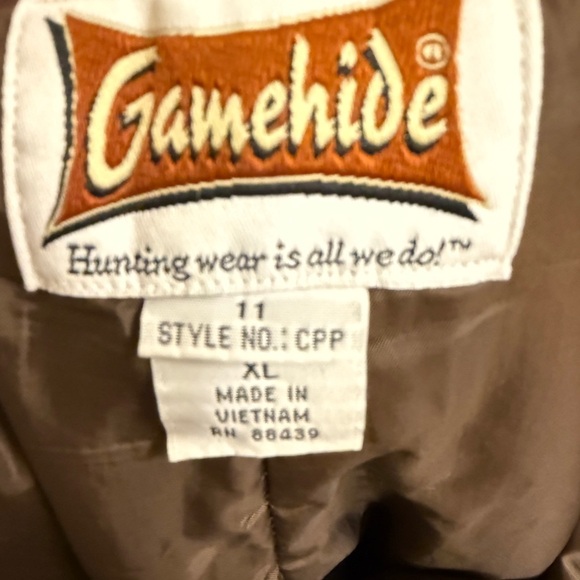 Gamehide®
Hunting wear is all we do!™
11
STYLE NO.: CPP
XL
MADE IN
VIETNAM
RN 88439